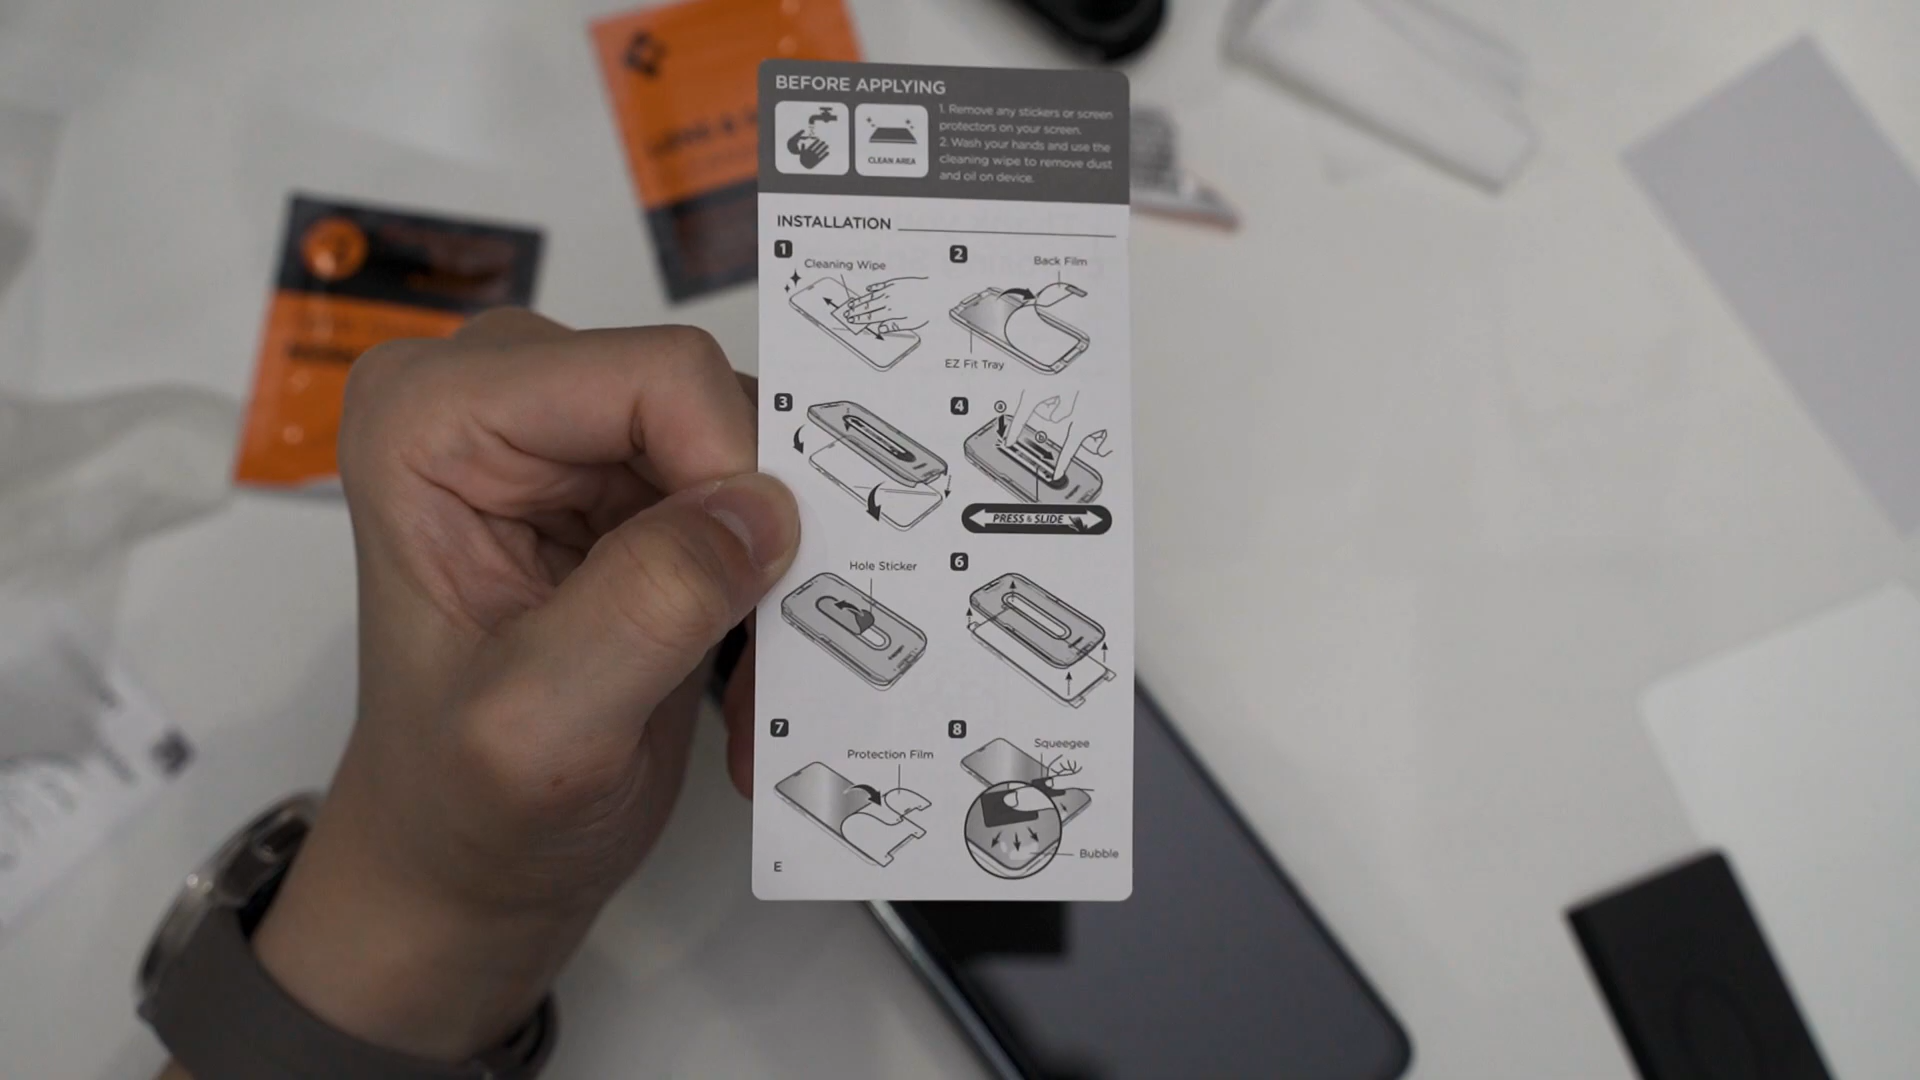 BEFORE APPLYING
CLEAN AREA
1. Remove any stickers or screen
protectors on your screen.
2. Wash your hands and use the
cleaning wipe to remove dust
and oil on device.
INSTALLATION
1
Cleaning Wipe
2
Back Film
EZ Fit Tray
3
4
a
b
PRESS & SLIDE
Hole Sticker
6
7
Protection Film
8
Squeegee
Bubble
E